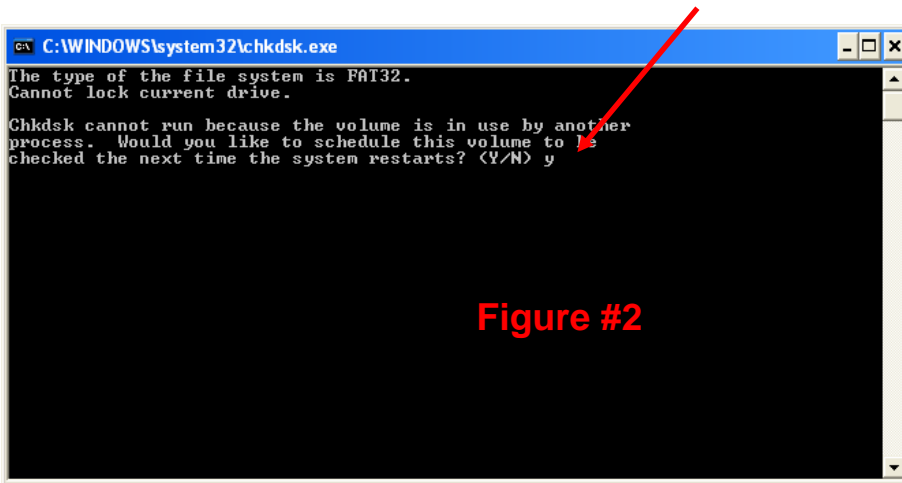 C:\WINDOWS\system32\chkdsk.exe
The type of the file system is FAT32.
Cannot lock current drive.
Chkdsk cannot run because the volume is in use by another
process.  Would you like to schedule this volume to be
checked the next time the system restarts? (Y/N) y
Figure #2